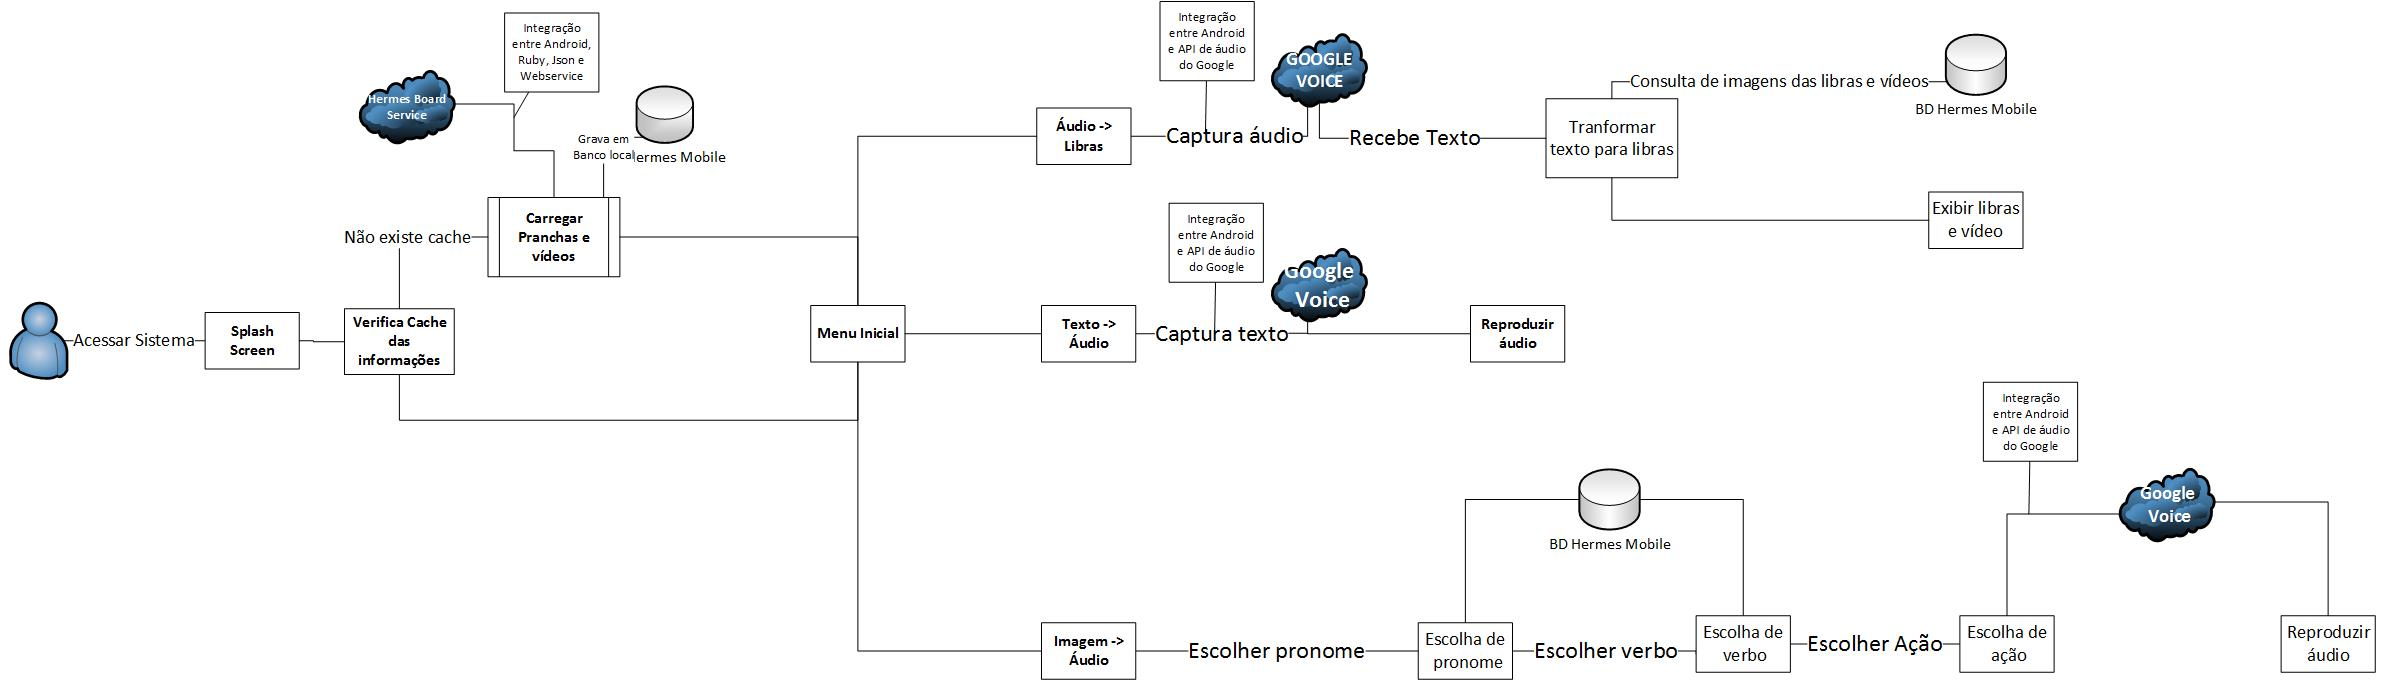 Integração
entre Android,
Ruby, Json e
Webservice
Hermes Board
Service
Grava em
Banco local
ermes Mobile
Carregar
Pranchas e
vídeos
Não existe cache
Acessar Sistema
Splash
Screen
Verifica Cache
das
informações
Menu Inicial
Integração
entre Android
e API de áudio
do Google
GOOGLE
VOICE
Áudio ->
Libras
Captura áudio
Recebe Texto
Tranformar
texto para libras
Consulta de imagens das libras e vídeos
BD Hermes Mobile
Exibir libras
e vídeo
Integração
entre Android
e API de áudio
do Google
Google
Voice
Texto ->
Áudio
Captura texto
Reproduzir
áudio
Integração
entre Android
e API de áudio
do Google
Google
Voice
BD Hermes Mobile
Imagem ->
Áudio
Escolher pronome
Escolha de
pronome
Escolher verbo
Escolha de
verbo
Escolher Ação
Escolha de
ação
Reproduzir
áudio